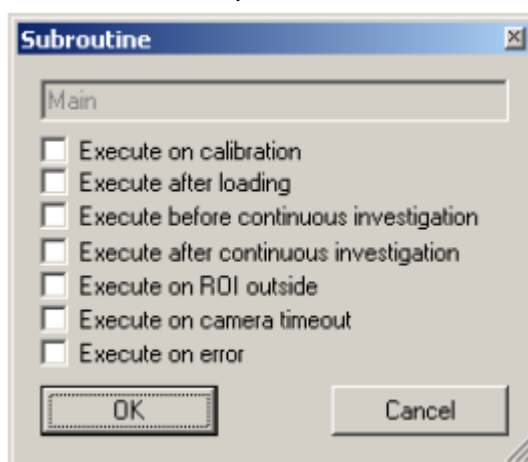 Subroutine
Main
Execute on calibration
Execute after loading
Execute before continuous investigation
Execute after continuous investigation
Execute on ROI outside
Execute on camera timeout
Execute on error
OK Cancel